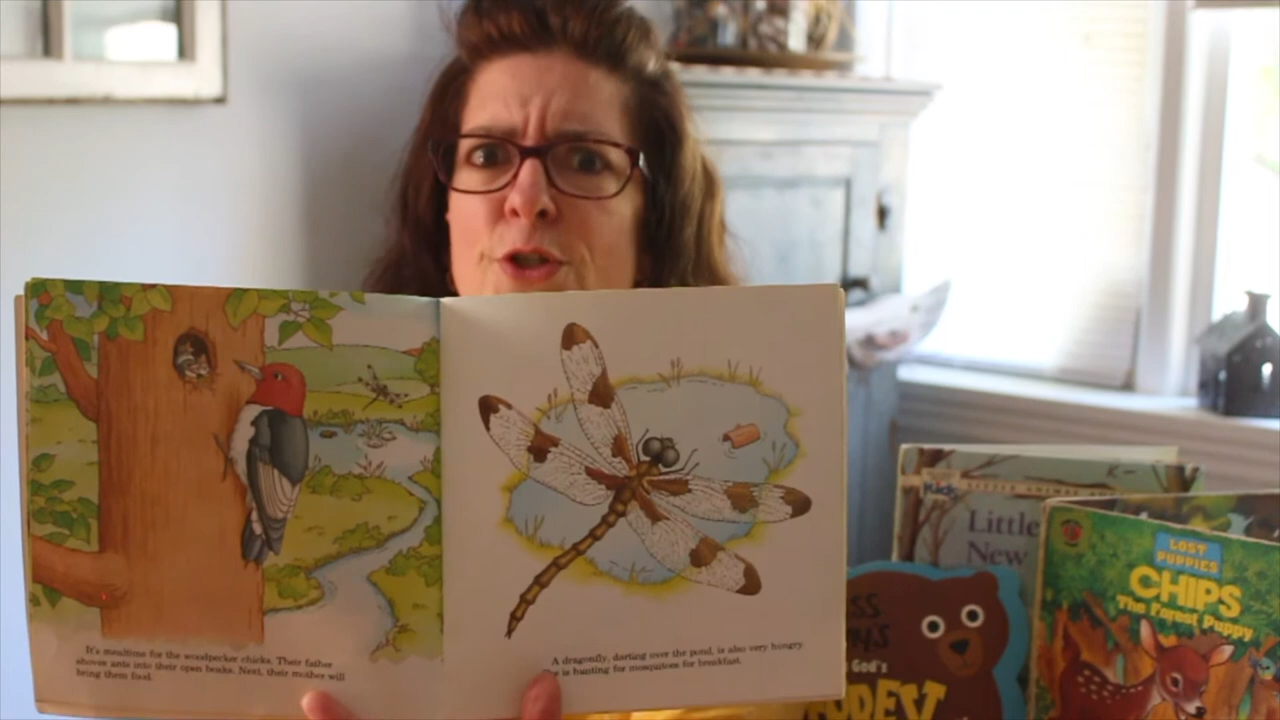 It's mealtime for the woodpecker chicks. Their father
shoves ants into their open beaks. Next, their mother will
bring them food.
A dragonfly, darting over the pond, is also very hungry
is hunting for mosquitoes for breakfast.
Little
New
LOST
PUPPIES
CHIPS
The Forest Puppy
God's
FOREST